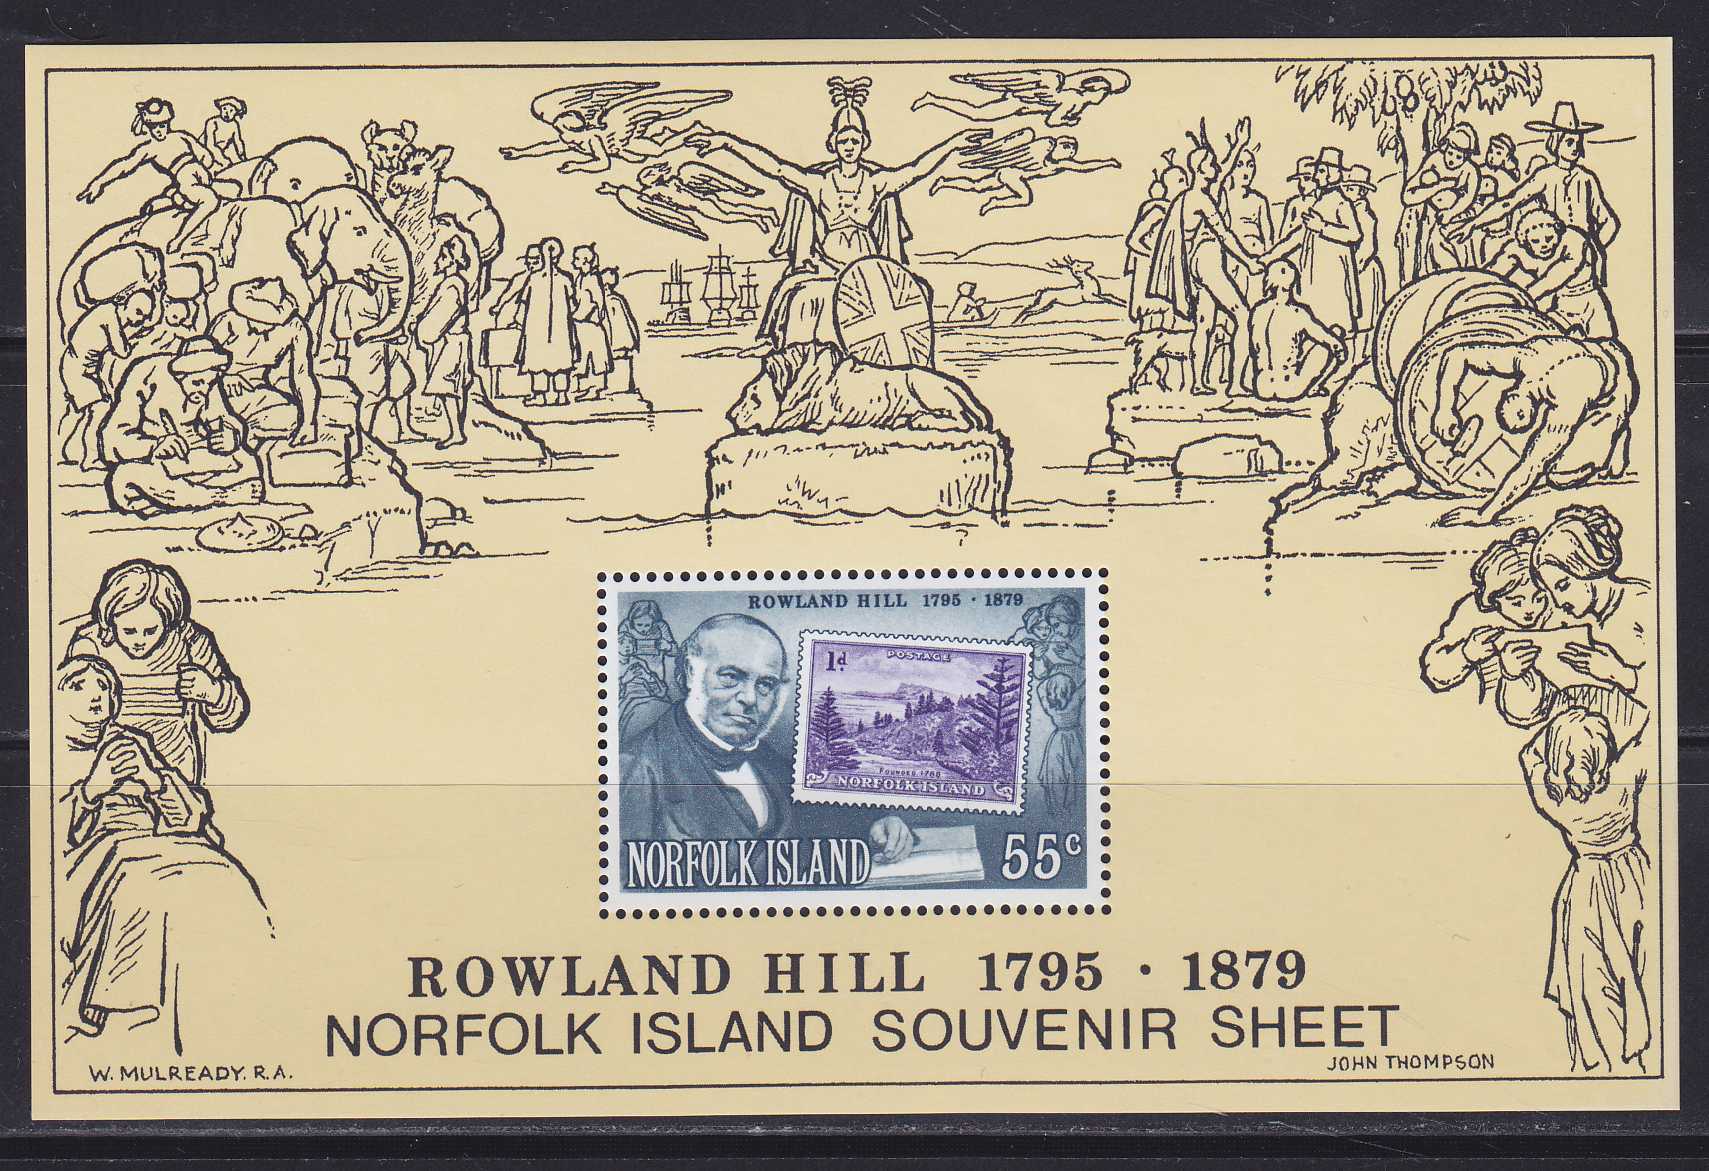 ROWLAND HILL 1795 · 1879
1d
POSTAGE
FOUNDED 1788
NORFOLK ISLAND
NORFOLK ISLAND
55c
ROWLAND HILL 1795 · 1879
NORFOLK ISLAND SOUVENIR SHEET
W. MULREADY. R.A.
JOHN THOMPSON